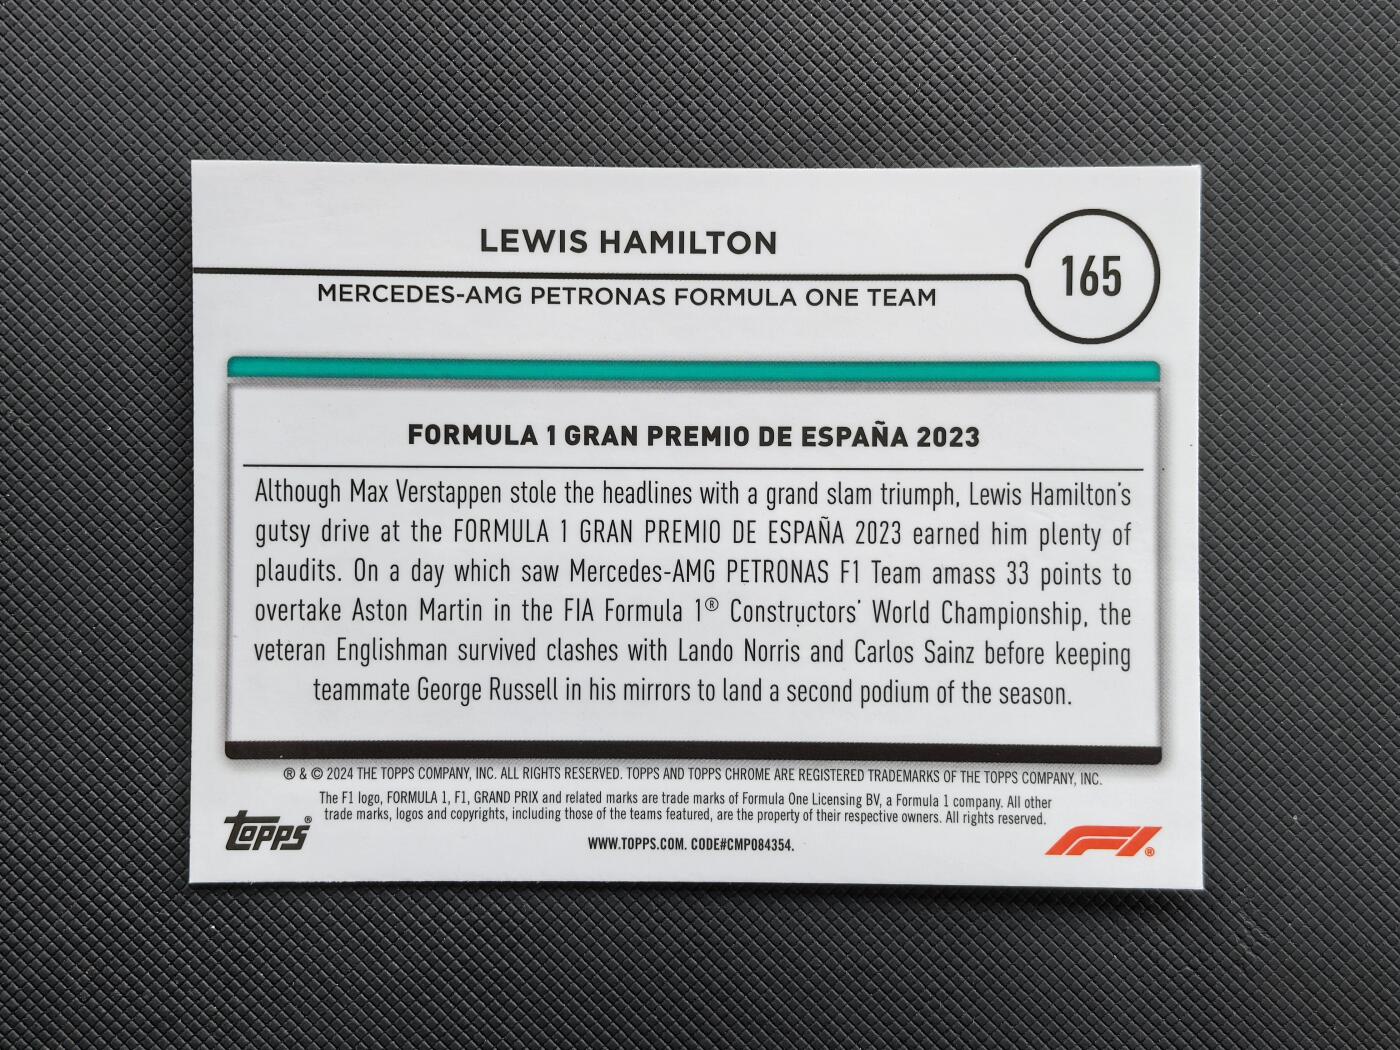 LEWIS HAMILTON
165
MERCEDES-AMG PETRONAS FORMULA ONE TEAM
FORMULA 1 GRAN PREMIO DE ESPAÑA 2023
Although Max Verstappen stole the headlines with a grand slam triumph, Lewis Hamilton's
gutsy drive at the FORMULA 1 GRAN PREMIO DE ESPAÑA 2023 earned him plenty of
plaudits. On a day which saw Mercedes-AMG PETRONAS F1 Team amass 33 points to
overtake Aston Martin in the FIA Formula 1® Constructors' World Championship, the
veteran Englishman survived clashes with Lando Norris and Carlos Sainz before keeping
teammate George Russell in his mirrors to land a second podium of the season.
® & © 2024 THE TOPPS COMPANY, INC. ALL RIGHTS RESERVED. TOPPS AND TOPPS CHROME ARE REGISTERED TRADEMARKS OF THE TOPPS COMPANY, INC.
The F1 logo, FORMULA 1, F1, GRAND PRIX and related marks are trade marks of Formula One Licensing BV, a Formula 1 company. All other
trade marks, logos and copyrights, including those of the teams featured, are the property of their respective owners. All rights reserved.
Topps®
WWW.TOPPS.COM. CODE#CMP084354.
F1®